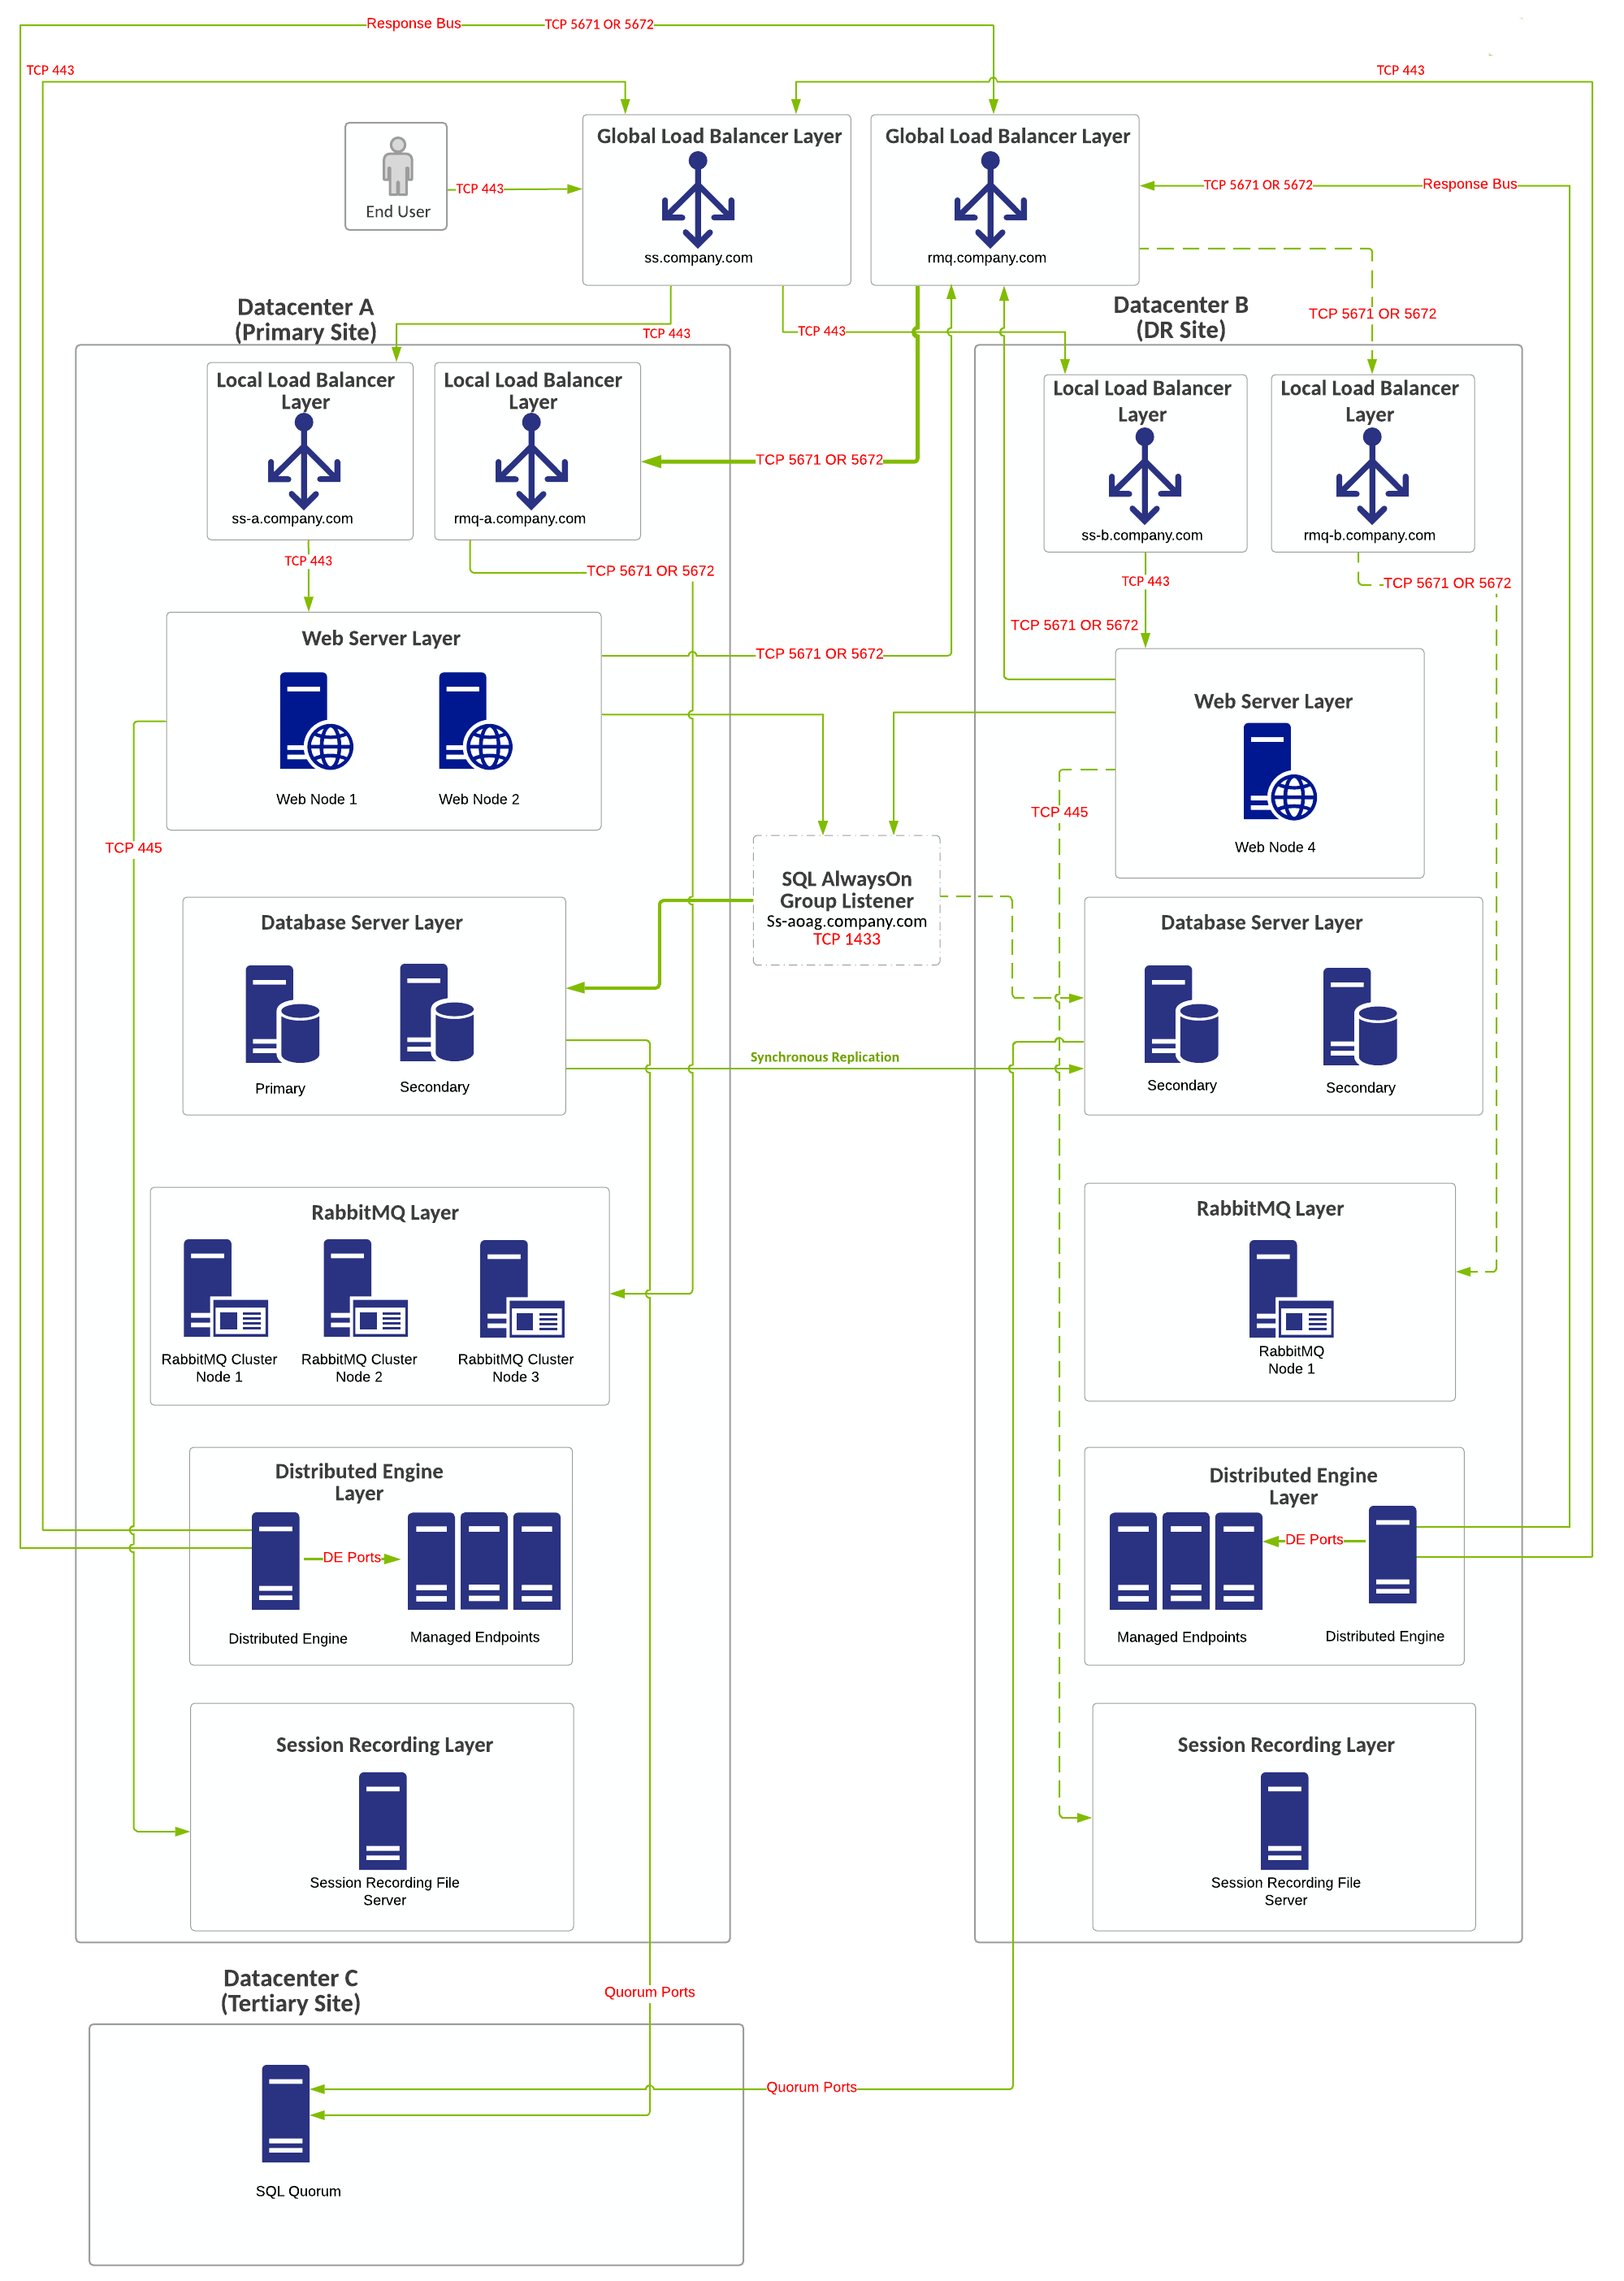 Response Bus
TCP 5671 OR 5672
TCP 443
TCP 443
Global Load Balancer Layer
ss.company.com
Global Load Balancer Layer
rmq.company.com
End User
TCP 443
TCP 5671 OR 5672
Response Bus
Datacenter A
(Primary Site)
TCP 443
TCP 443
Datacenter B
(DR Site)
TCP 5671 OR 5672
Local Load Balancer
Layer
ss-a.company.com
Local Load Balancer
Layer
rmq-a.company.com
TCP 5671 OR 5672
Local Load Balancer
Layer
ss-b.company.com
Local Load Balancer
Layer
rmq-b.company.com
TCP 443
TCP 5671 OR 5672
TCP 443
TCP 5671 OR 5672
TCP 5671 OR 5672
Web Server Layer
Web Node 1
Web Node 2
TCP 5671 OR 5672
Web Server Layer
Web Node 4
TCP 445
TCP 445
SQL AlwaysOn
Group Listener
Ss-aoag.company.com
TCP 1433
Database Server Layer
Primary
Secondary
Synchronous Replication
Database Server Layer
Secondary
Secondary
RabbitMQ Layer
RabbitMQ Cluster
Node 1
RabbitMQ Cluster
Node 2
RabbitMQ Cluster
Node 3
RabbitMQ Layer
RabbitMQ
Node 1
Distributed Engine
Layer
DE Ports
Distributed Engine
Managed Endpoints
Distributed Engine
Layer
DE Ports
Managed Endpoints
Distributed Engine
Session Recording Layer
Session Recording File
Server
Session Recording Layer
Session Recording File
Server
Datacenter C
(Tertiary Site)
Quorum Ports
Quorum Ports
SQL Quorum